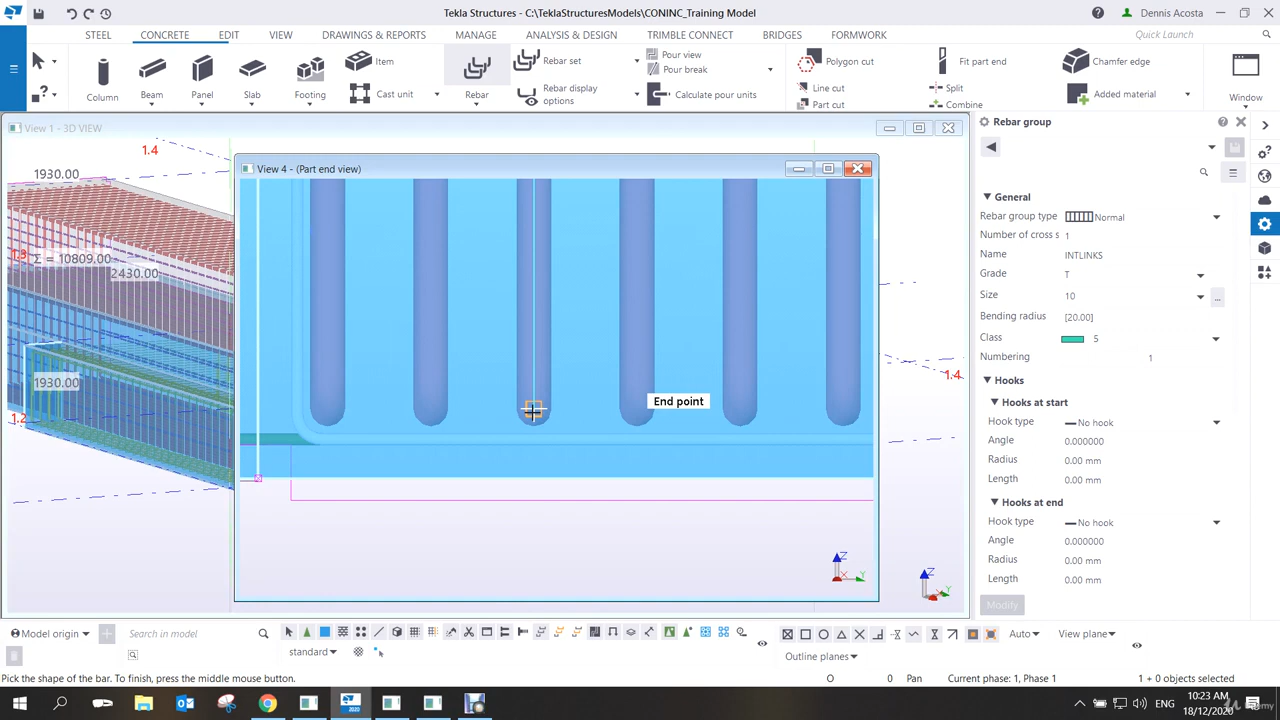 Tekla Structures - C:\TeklaStructuresModels\CONINC_Training Model
Dennis Acosta
STEEL CONCRETE EDIT VIEW DRAWINGS & REPORTS MANAGE ANALYSIS & DESIGN TRIMBLE CONNECT BRIDGES FORMWORK Quick Launch
Column
Beam
Panel
Slab
Footing
Item
Cast unit
Rebar
Rebar set
Rebar display options
Pour view
Pour break
Calculate pour units
Polygon cut
Line cut
Part cut
Fit part end
Split
Combine
Chamfer edge
Added material
Window
View 1 - 3D VIEW
1.4
1930.00
1.3
Σ = 10809.00
2430.00
1930.00
1.2
1.4
View 4 - (Part end view)
End point
Z
X
Y
Z
X
Y
Rebar group
General
Rebar group type Normal
Number of cross s 1
Name INTLINKS
Grade T
Size 10 ...
Bending radius [20.00]
Class 5
Numbering 1
Hooks
Hooks at start
Hook type No hook
Angle 0.000000
Radius 0.00 mm
Length 0.00 mm
Hooks at end
Hook type No hook
Angle 0.000000
Radius 0.00 mm
Length 0.00 mm
Modify
Model origin Search in model
standard
Auto View plane
Outline planes
Pick the shape of the bar. To finish, press the middle mouse button. O 0 Pan Current phase: 1, Phase 1 1 + 0 objects selected
2020
ENG
10:23 AM
18/12/2020